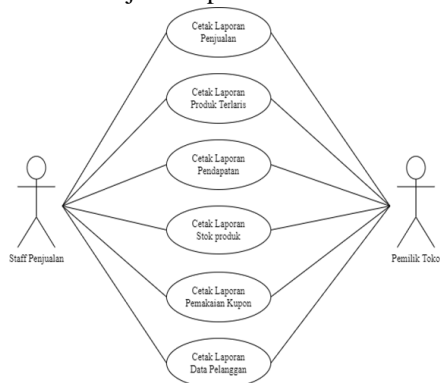 Cetak Laporan
Penjualan
Cetak Laporan
Produk Terlaris
Cetak Laporan
Pendapatan
Cetak Laporan
Stok produk
Cetak Laporan
Pemakaian Kupon
Cetak Laporan
Data Pelanggan
Staff Penjualan
Pemilik Toko